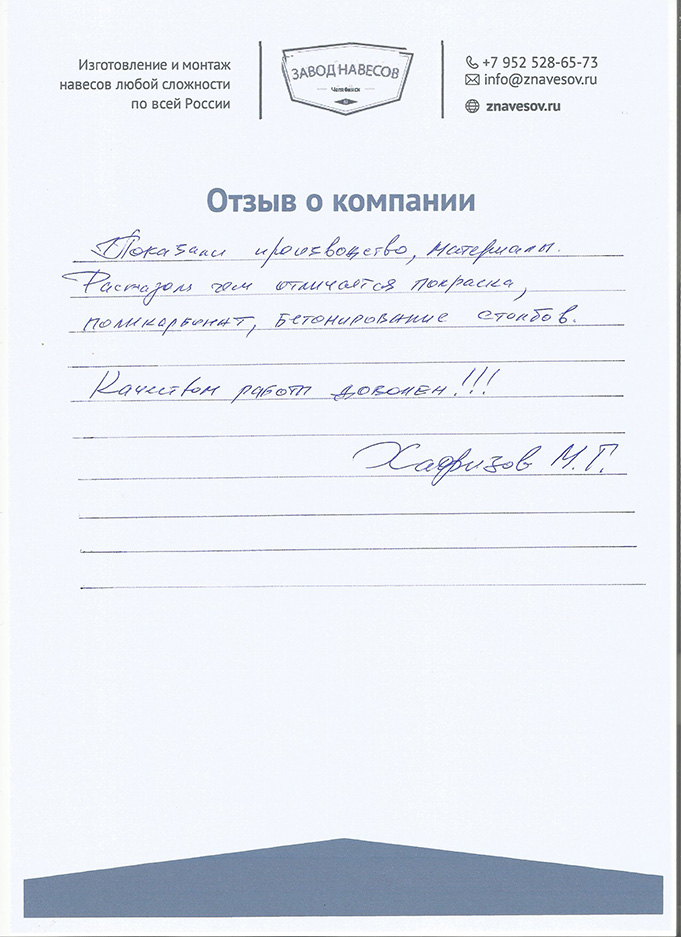 Изготовление и монтаж
навесов любой сложности
по всей России
ЗАВОД НАВЕСОВ
Челябинск
+7 952 528-65-73
info@znavesov.ru
znavesov.ru
Отзыв о компании
Показали производство, материалы.
Рассказали чем отличается покраска,
поликарбонат, бетонирование столбов.
Качеством работ доволен!!!
Хафизов М.Г.